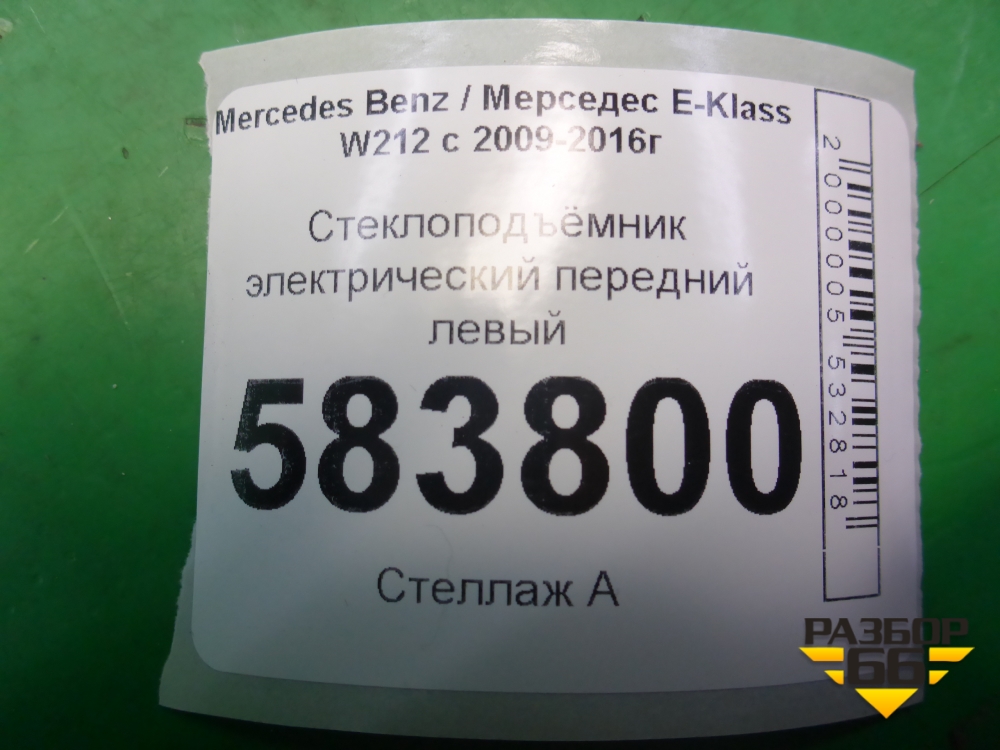 Mercedes Benz / Мерседес E-Klass
W212 с 2009-2016г
Стеклоподъёмник
электрический передний
левый
583800
Стеллаж А
2000005532818
РАЗБОР
66